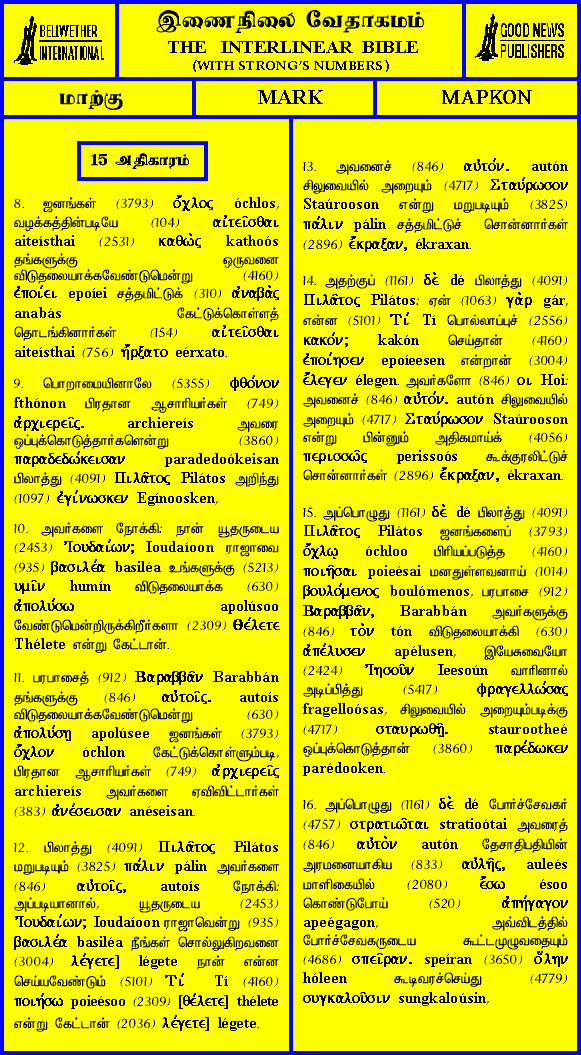 BELLWETHER
INTERNATIONAL
இணைநிலை வேதாகமம்
THE INTERLINEAR BIBLE
(WITH STRONG'S NUMBERS)
GOOD NEWS
PUBLISHERS
மாற்கு
MARK
ΜΑΡΚΟΝ
15 அதிகாரம்
8. ஜனங்கள் (3793) ὄχλος óchlos,
வழக்கத்தின்படியே (104) αἰτεῖσθαι
aiteísthai (2531) καθὼς kathoós
தங்களுக்கு ஒருவனை
விடுதலையாக்கவேண்டுமென்று (4160)
ἐποίει epoíei சத்தமிட்டுக் (310) ἀναβὰς
anabás கேட்டுக்கொள்ளத்
தொடங்கினார்கள் (154) αἰτεῖσθαι
aiteísthai (756) ἤρξατο eérxato.
9. பொறாமையினாலே (5355) φθόνον
fthónon பிரதான ஆசாரியர்கள் (749)
ἀρχιερεῖς. archiereís அவரை
ஒப்புக்கொடுத்தார்களென்று (3860)
παραδεδώκεισαν paradedoókeisan
பிலாத்து (4091) Πιλᾶτος Pilátos அறிந்து
(1097) ἐγίνωσκεν Egínoosken,
10. அவர்களை நோக்கி: நான் யூதருடைய
(2453) Ἰουδαίων; Ioudaíoon ராஜாவை
(935) βασιλέα basiléa உங்களுக்கு (5213)
υμῖν humín விடுதலையாக்க (630)
ἀπολύσω apolúsoo
வேண்டுமென்றிருக்கிறீர்களா (2309) Θέλετε
Thélete என்று கேட்டான்.
11. பரபாசைத் (912) Βαραββᾶν Barabbán
தங்களுக்கு (846) αὐτοῖς. autoís
விடுதலையாக்கவேண்டுமென்று (630)
ἀπολύσῃ apolúsee ஜனங்கள் (3793)
ὄχλον óchlon கேட்டுக்கொள்ளும்படி,
பிரதான ஆசாரியர்கள் (749) ἀρχιερεῖς
archiereís அவர்களை ஏவிவிட்டார்கள்
(383) ἀνέσεισαν anéseisan.
12. பிலாத்து (4091) Πιλᾶτος Pilátos
மறுபடியும் (3825) πάλιν pálin அவர்களை
(846) αὐτοῖς, autoís நோக்கி:
அப்படியானால், யூதருடைய (2453)
Ἰουδαίων; Ioudaíoon ராஜாவென்று (935)
βασιλέα basiléa நீங்கள் சொல்லுகிறவனை
(3004) λέγετε] légete நான் என்ன
செய்யவேண்டும் (5101) Τί Tí (4160)
ποιήσω poieésoo (2309) [θέλετε] thélete
என்று கேட்டான் (2036) λέγετε] légete.
13. அவனைச் (846) αὐτόν. autón
சிலுவையில் அறையும் (4717) Σταύρωσον
Staúrooson என்று மறுபடியும் (3825)
πάλιν pálin சத்தமிட்டுச் சொன்னார்கள்
(2896) ἔκραξαν, ékraxan.
14. அதற்குப் (1161) δὲ dé பிலாத்து (4091)
Πιλᾶτος Pilátos: ஏன் (1063) γὰρ gár,
என்ன (5101) Τί Tí பொல்லாப்புச் (2556)
κακόν; kakón செய்தான் (4160)
ἐποίησεν epoíeesen என்றான் (3004)
ἔλεγεν élegen. அவர்களோ (846) οι Hoi:
அவனைச் (846) αὐτόν. autón சிலுவையில்
அறையும் (4717) Σταύρωσον Staúrooson
என்று பின்னும் அதிகமாய்க் (4056)
περισσῶς perissoós கூக்குரலிட்டுச்
சொன்னார்கள் (2896) ἔκραξαν, ékraxan.
15. அப்பொழுது (1161) δὲ dé பிலாத்து (4091)
Πιλᾶτος Pilátos ஜனங்களைப் (3793)
ὄχλῳ óchloo பிரியப்படுத்த (4160)
ποιῆσαι poieésai மனதுள்ளவனாய் (1014)
βουλόμενος boulómenos, பரபாசை (912)
Βαραββᾶν, Barabbán அவர்களுக்கு
(846) τὸν tón விடுதலையாக்கி (630)
ἀπέλυσεν apélusen, இயேசுவையோ
(2424) Ἰησοῦν Ieesoún வாரினால்
அடிப்பித்து (5417) φραγελλώσας
fragelloósas, சிலுவையில் அறையும்படிக்கு
(4717) σταυρωθῇ. staurootheé
ஒப்புக்கொடுத்தான் (3860) παρέδωκεν
parédooken.
16. அப்பொழுது (1161) δὲ dé போர்ச்சேவகர்
(4757) στρατιῶται stratioótai அவரைத்
(846) αὐτὸν autón தேசாதிபதியின்
அரமனையாகிய (833) αὐλῆς, auleés
மாளிகையில் (2080) ἔσω ésoo
கொண்டுபோய் (520) ἀπήγαγον
apeégagon, அவ்விடத்தில்
போர்ச்சேவகருடைய கூட்டமுழுவதையும்
(4686) σπεῖραν. speíran (3650) ὅλην
hóleen கூடிவரச்செய்து (4779)
συγκαλοῦσιν sungkaloúsin,